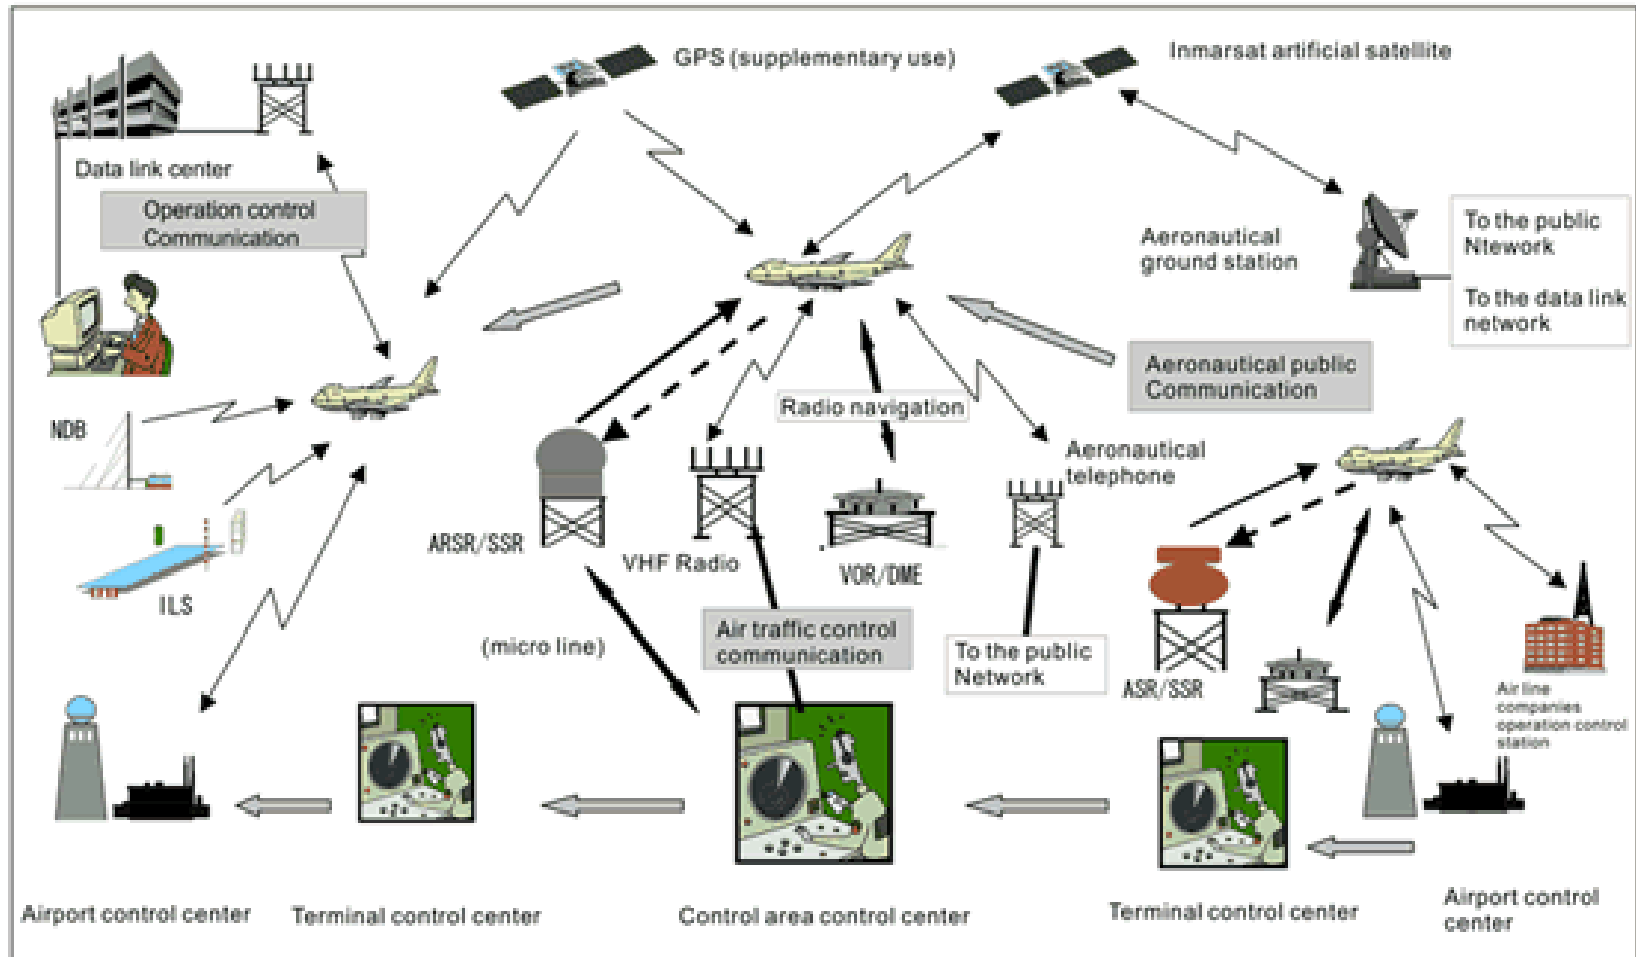 GPS (supplementary use)
Inmarsat artificial satellite
Data link center
Operation control
Communication
Aeronautical
ground station
To the public
Ntework
To the data link
network
Aeronautical public
Communication
Radio navigation
NDB
Aeronautical
telephone
ARSR/SSR
VHF Radio
VOR/DME
ILS
(micro line)
Air traffic control
communication
To the public
Network
ASR/SSR
Air line
companies
operation control
station
Airport control center
Terminal control center
Control area control center
Terminal control center
Airport control
center